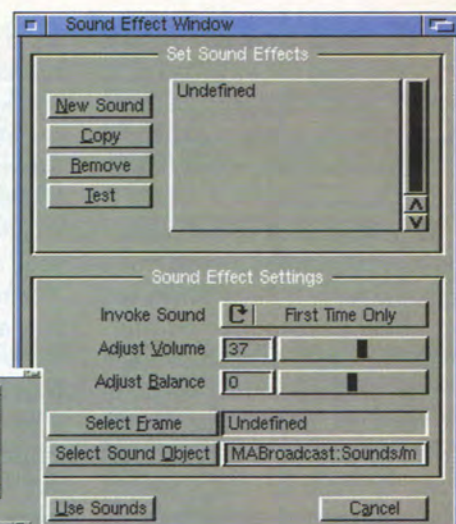 Sound Effect Window
Set Sound Effects
New Sound
Copy
Remove
Test
Undefined
Sound Effect Settings
Invoke Sound First Time Only
Adjust Volume 37
Adjust Balance 0
Select Frame Undefined
Select Sound Object MABroadcast:Sounds/m
Use Sounds Cancel